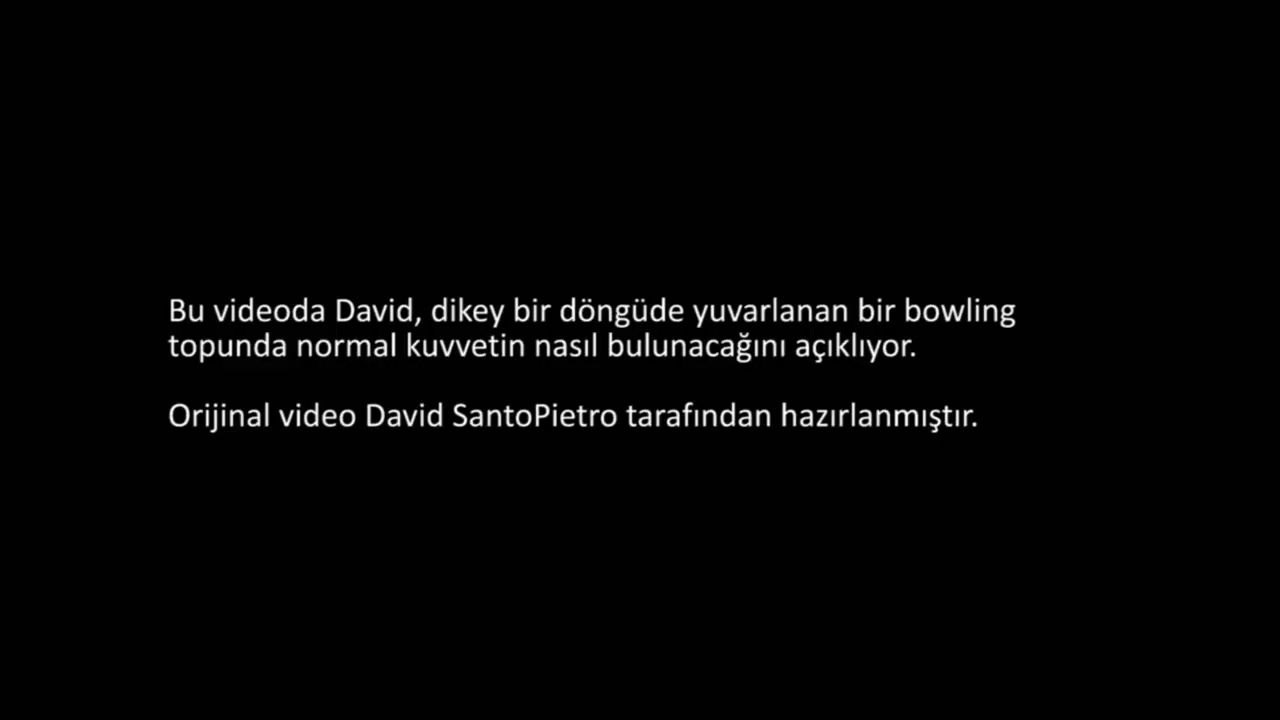 Bu videoda David, dikey bir döngüde yuvarlanan bir bowling
topunda normal kuvvetin nasıl bulunacağını açıklıyor.
Orijinal video David SantoPietro tarafından hazırlanmıştır.